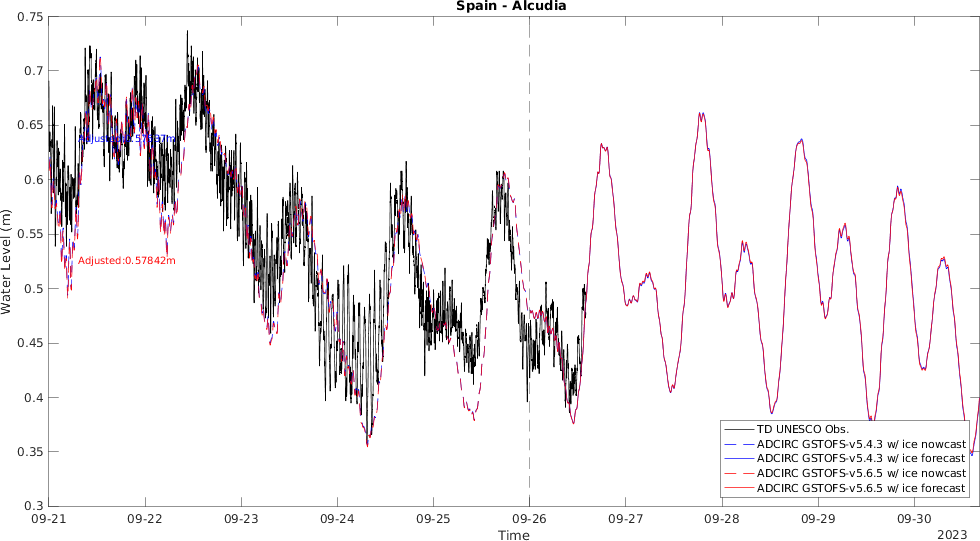 Spain - Alcudia
Water Level (m)
0.75
0.7
0.65
0.6
0.55
0.5
0.45
0.4
0.35
0.3
Adjusted:0.57842m
TD UNESCO Obs.
ADCIRC GSTOFS-v5.4.3 w/ ice nowcast
ADCIRC GSTOFS-v5.4.3 w/ ice forecast
ADCIRC GSTOFS-v5.6.5 w/ ice nowcast
ADCIRC GSTOFS-v5.6.5 w/ ice forecast
09-21 09-22 09-23 09-24 09-25 09-26 09-27 09-28 09-29 09-30
Time
2023